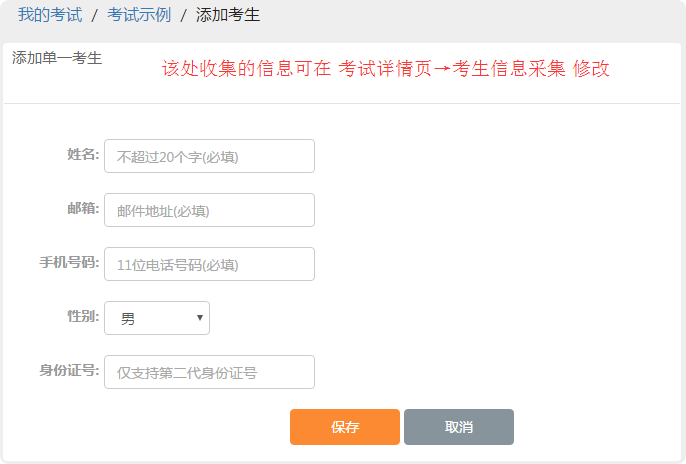 我的考试 / 考试示例 / 添加考生
添加单一考生
该处收集的信息可在 考试详情页→考生信息采集 修改
姓名: 不超过20个字(必填)
邮箱: 邮件地址(必填)
手机号码: 11位电话号码(必填)
性别: 男
身份证号: 仅支持第二代身份证号
保存 取消